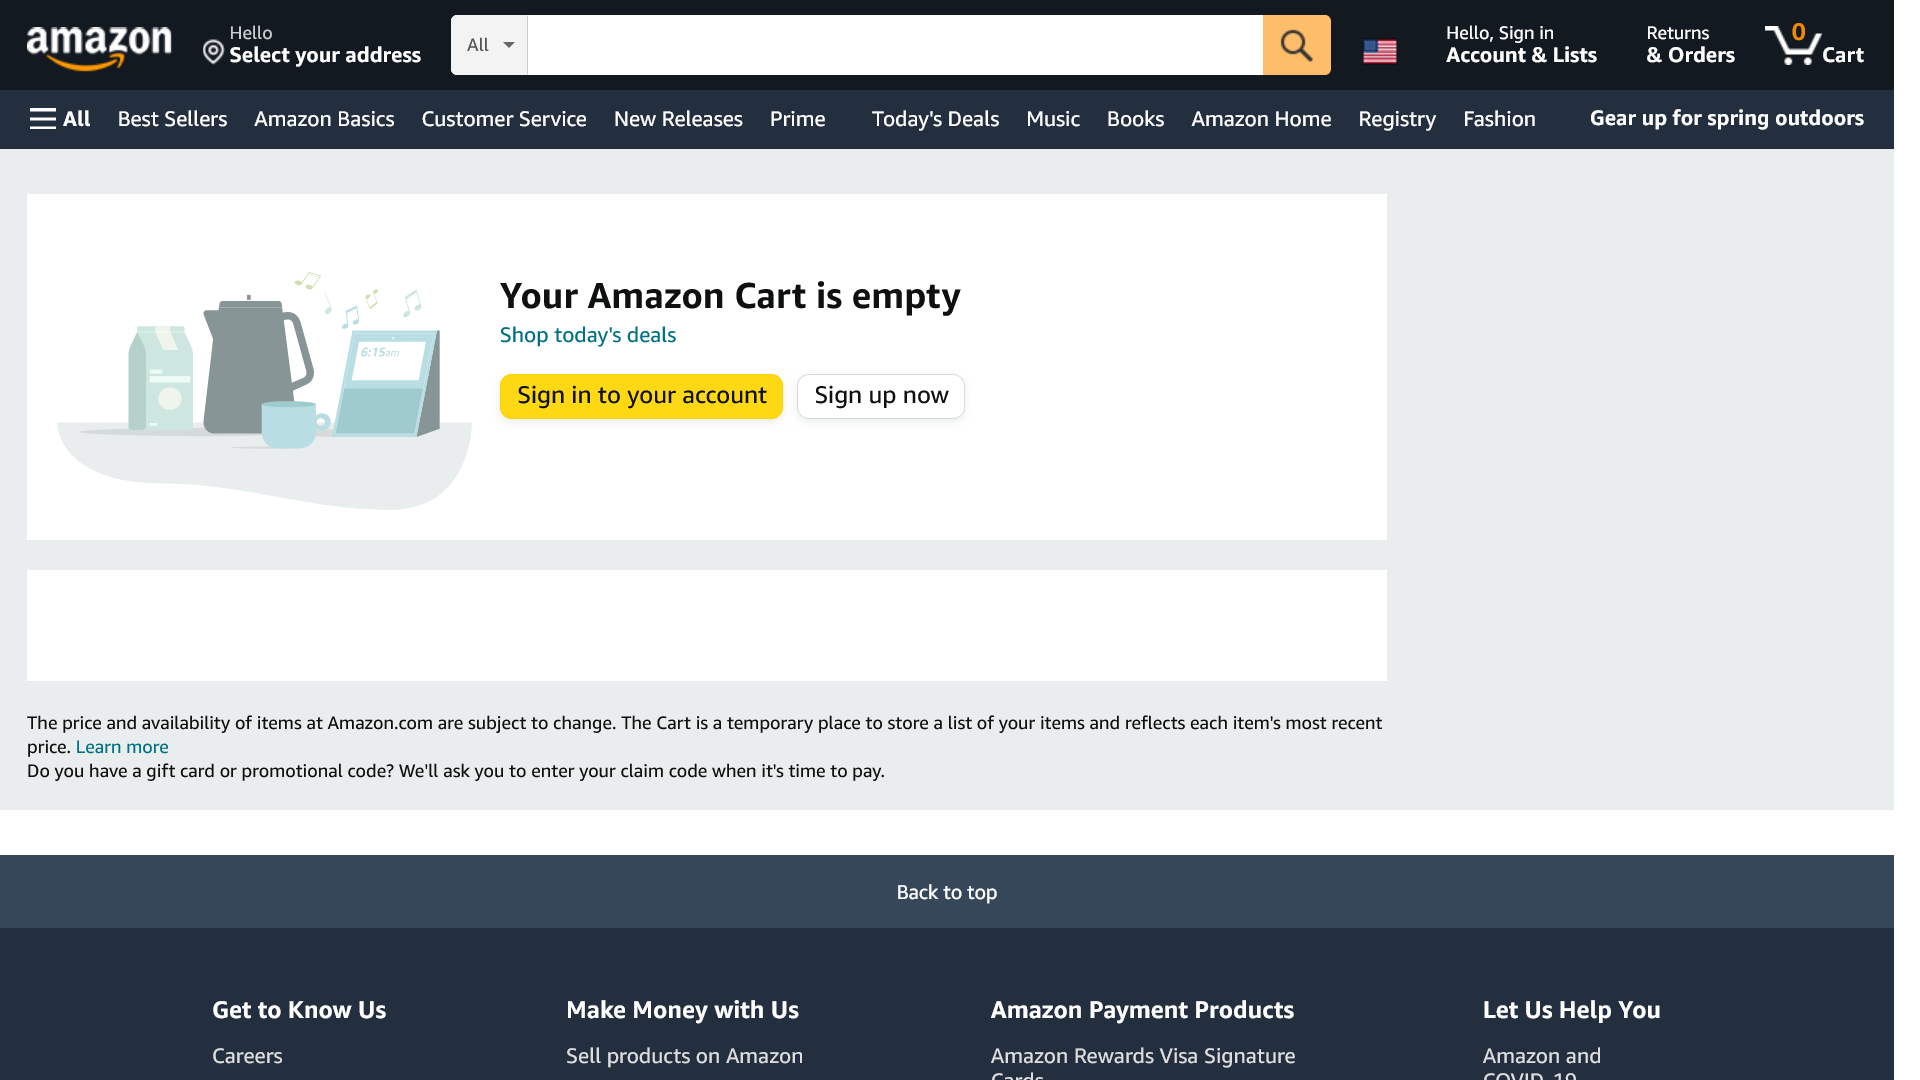 amazon
Hello
Select your address
All
Hello, Sign in
Account & Lists
Returns
& Orders
0
Cart
All
Best Sellers
Amazon Basics
Customer Service
New Releases
Prime
Today's Deals
Music
Books
Amazon Home
Registry
Fashion
Gear up for spring outdoors
6:15am
Your Amazon Cart is empty
Shop today's deals
Sign in to your account
Sign up now
The price and availability of items at Amazon.com are subject to change. The Cart is a temporary place to store a list of your items and reflects each item's most recent
price. Learn more
Do you have a gift card or promotional code? We'll ask you to enter your claim code when it's time to pay.
Back to top
Get to Know Us
Make Money with Us
Amazon Payment Products
Let Us Help You
Careers
Sell products on Amazon
Amazon Rewards Visa Signature
Cards
Amazon and
COVID-19